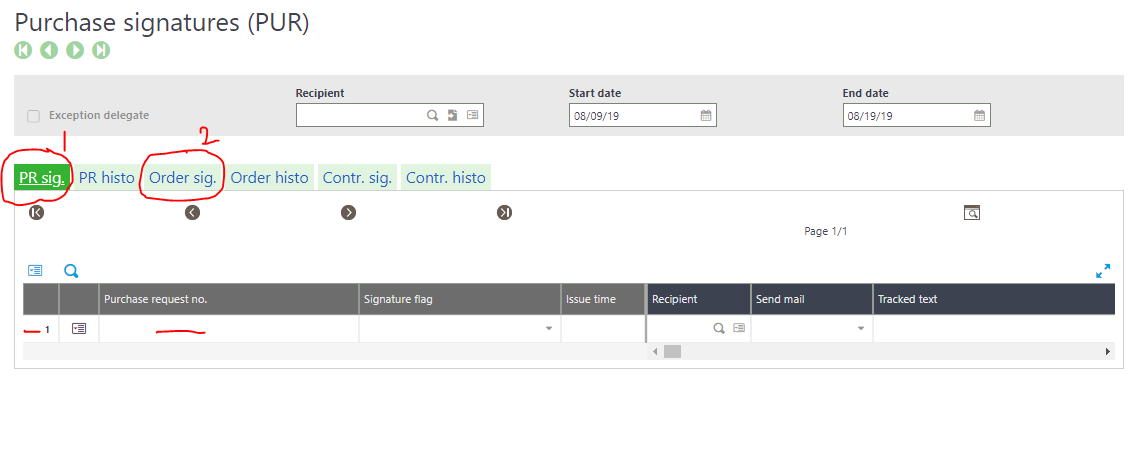 Purchase signatures (PUR)
Recipient Start date End date
Exception delegate 08/09/19 08/19/19
1 2
PR sig. PR histo Order sig. Order histo Contr. sig. Contr. histo
Page 1/1
Purchase request no. Signature flag Issue time Recipient Send mail Tracked text
1